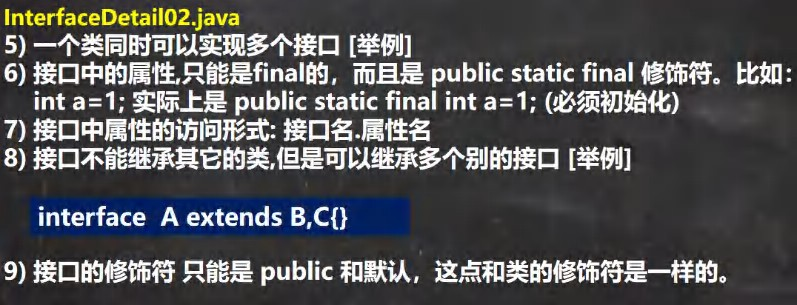 InterfaceDetail02.java
5) 一个类同时可以实现多个接口 [举例]
6) 接口中的属性,只能是final的，而且是 public static final 修饰符。比如：
int a=1; 实际上是 public static final int a=1; (必须初始化)
7) 接口中属性的访问形式: 接口名.属性名
8) 接口不能继承其它的类,但是可以继承多个别的接口 [举例]
interface A extends B,C{}
9) 接口的修饰符 只能是 public 和默认，这点和类的修饰符是一样的。